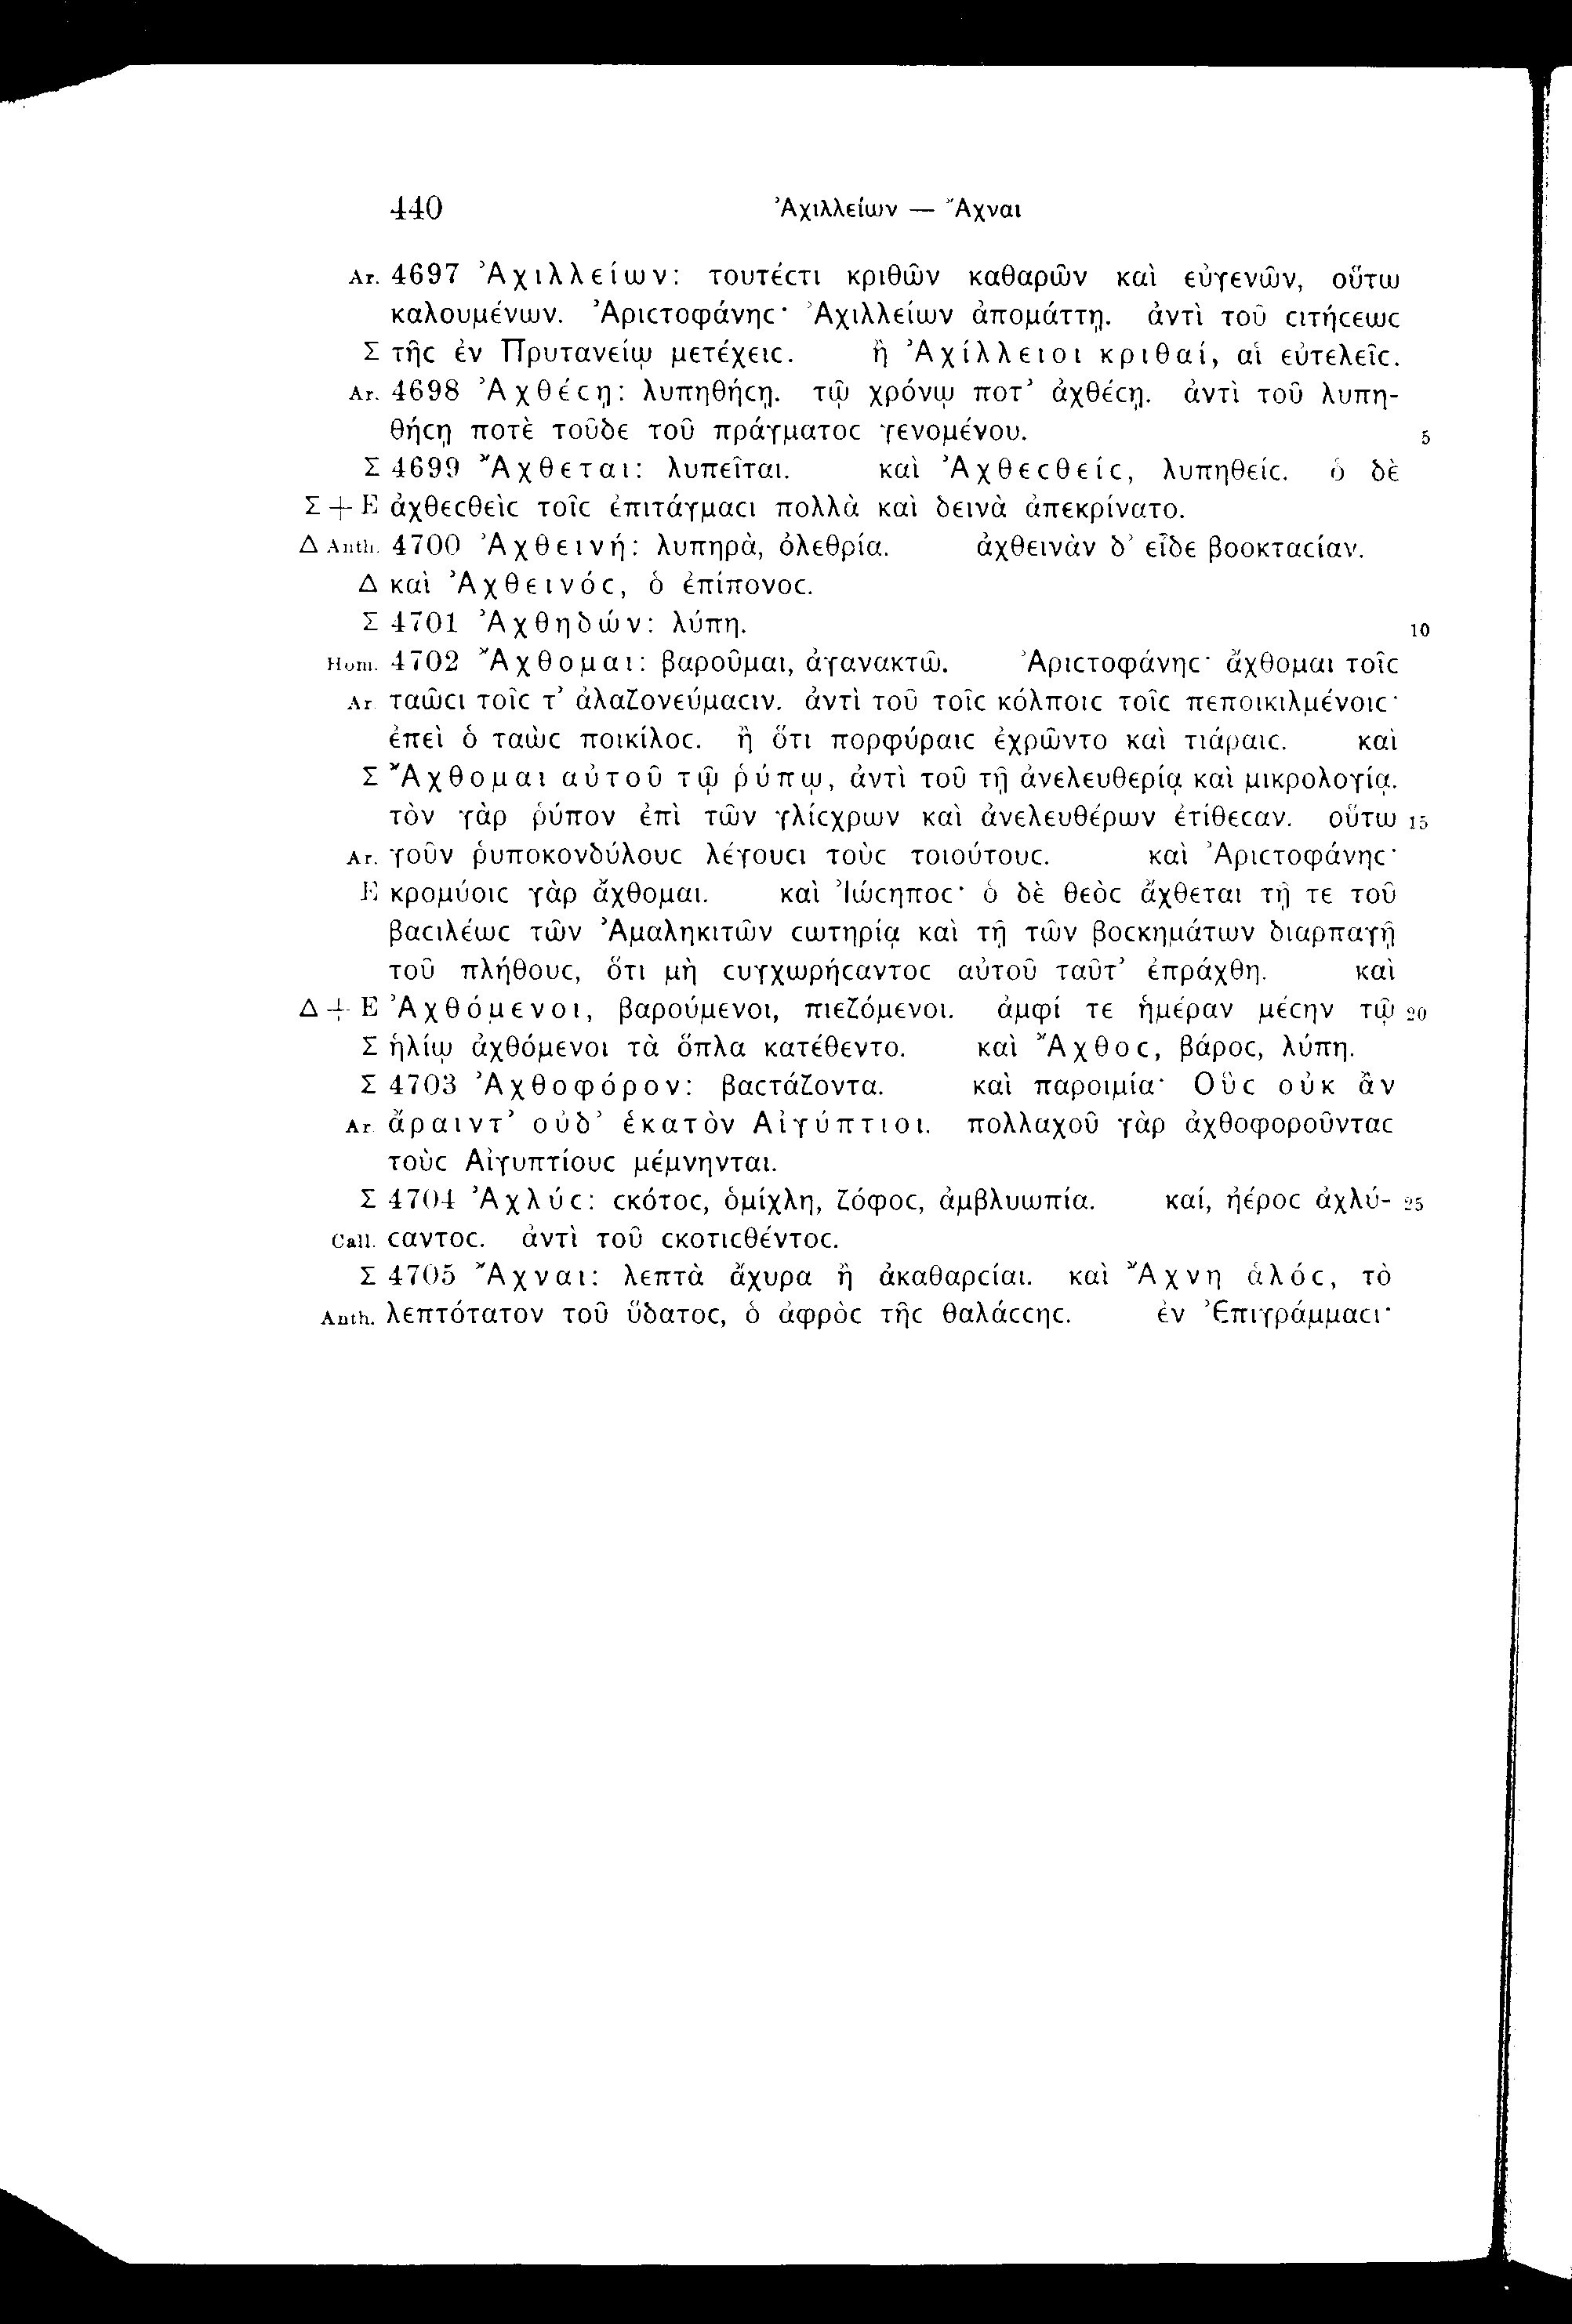 440 Ἀχιλλείων — Ἄχναι
Ar. 4697 Ἀχιλλείων: τουτέϲτι κριθῶν καθαρῶν καὶ εὐγενῶν, οὕτω
καλουμένων. Ἀριϲτοφάνηϲ· Ἀχιλλείων ἀπομάττῃ. ἀντὶ τοῦ ϲιτήϲεωϲ
Σ τῆϲ ἐν Πρυτανείῳ μετέχειϲ. ἢ Ἀχίλλειοι κριθαί, αἱ εὐτελεῖϲ.
Ar. 4698 Ἀχθέϲῃ: λυπηθήϲῃ. τῷ χρόνῳ ποτ’ ἀχθέϲῃ. ἀντὶ τοῦ λυπη-
θήϲῃ ποτὲ τοῦδε τοῦ πράγματοϲ γενομένου. 5
Σ 4699 Ἄχθεται: λυπεῖται. καὶ Ἀχθεϲθείϲ, λυπηθείϲ. ὁ δὲ
Σ + E ἀχθεϲθεὶϲ τοῖϲ ἐπιτάγμαϲι πολλὰ καὶ δεινὰ ἀπεκρίνατο.
Δ Anth. 4700 Ἀχθεινή: λυπηρὰ, ὀλεθρία. ἀχθεινὰν δ’ εἶδε βοοκταϲίαν.
Δ καὶ Ἀχθεινόϲ, ὁ ἐπίπονοϲ.
Σ 4701 Ἀχθηδών: λύπη. 10
Hom. 4702 Ἄχθομαι: βαροῦμαι, ἀγανακτῶ. Ἀριϲτοφάνηϲ· ἄχθομαι τοῖϲ
Ar. ταῶϲι τοῖϲ τ’ ἀλαζονεύμαϲιν. ἀντὶ τοῦ τοῖϲ κόλποιϲ τοῖϲ πεποικιλμένοιϲ·
ἐπεὶ ὁ ταὼϲ ποικίλοϲ. ἢ ὅτι πορφύραιϲ ἐχρῶντο καὶ τιάραιϲ. καὶ
Σ Ἄχθομαι αὐτοῦ τῷ ῥύπῳ, ἀντὶ τοῦ τῇ ἀνελευθερίᾳ καὶ μικρολογίᾳ.
τὸν γὰρ ῥύπον ἐπὶ τῶν γλίϲχρων καὶ ἀνελευθέρων ἐτίθεϲαν. οὕτω 15
Ar. γοῦν ῥυποκονδύλουϲ λέγουϲι τοὺϲ τοιούτουϲ. καὶ Ἀριϲτοφάνηϲ·
E κρομύοιϲ γὰρ ἄχθομαι. καὶ Ἰώϲηποϲ· ὁ δὲ θεὸϲ ἄχθεται τῇ τε τοῦ
βαϲιλέωϲ τῶν Ἀμαληκιτῶν ϲωτηρίᾳ καὶ τῇ τῶν βοϲκημάτων διαρπαγῇ
τοῦ πλήθουϲ, ὅτι μὴ ϲυγχωρήϲαντοϲ αὐτοῦ ταῦτ’ ἐπράχθη. καὶ
Δ + E Ἀχθόμενοι, βαρούμενοι, πιεζόμενοι. ἀμφί τε ἡμέραν μέϲην τῷ 20
Σ ἡλίῳ ἀχθόμενοι τὰ ὅπλα κατέθεντο. καὶ Ἄχθοϲ, βάροϲ, λύπη.
Σ 4703 Ἀχθοφόρον: βαϲτάζοντα. καὶ παροιμία· Οὓϲ οὐκ ἂν
Ar. ἄραιντ’ οὐδ’ ἑκατὸν Αἰγύπτιοι. πολλαχοῦ γὰρ ἀχθοφοροῦνταϲ
τοὺϲ Αἰγυπτίουϲ μέμνηνται.
Σ 4704 Ἀχλύϲ: ϲκότοϲ, ὁμίχλη, ζόφοϲ, ἀμβλυωπία. καί, ἠέροϲ ἀχλύ- 25
Call. ϲαντοϲ. ἀντὶ τοῦ ϲκοτιϲθέντοϲ.
Σ 4705 Ἄχναι: λεπτὰ ἄχυρα ἢ ἀκαθαρϲίαι. καὶ Ἄχνη ἁλόϲ, τὸ
Anth. λεπτότατον τοῦ ὕδατοϲ, ὁ ἀφρὸϲ τῆϲ θαλάϲϲηϲ. ἐν Ἐπιγράμμαϲι·